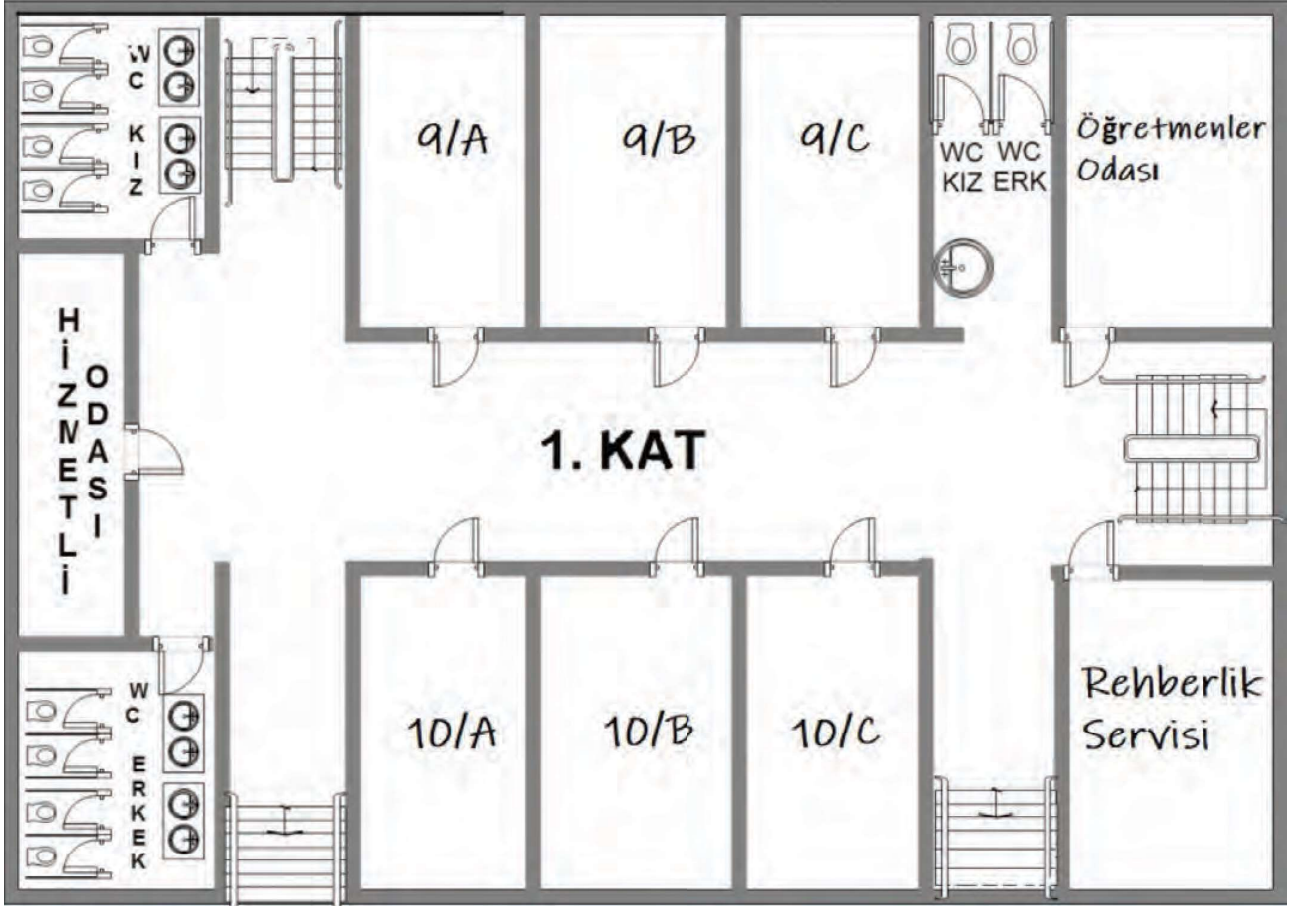 WC KIZ
9/A
9/B
9/C
WC WC
KIZ ERK
Öğretmenler
Odası
HİZMETLİ
ODASI
1. KAT
WC ERKEK
10/A
10/B
10/C
Rehberlik
Servisi